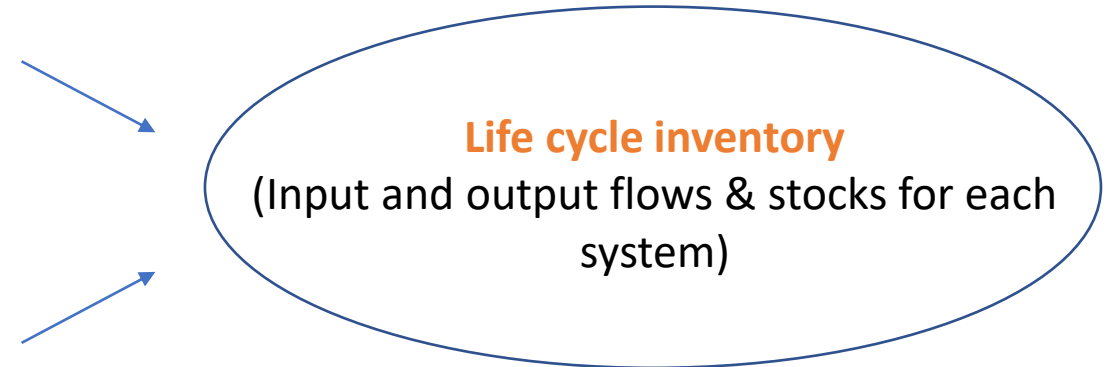 Life cycle inventory
(Input and output flows & stocks for each
system)